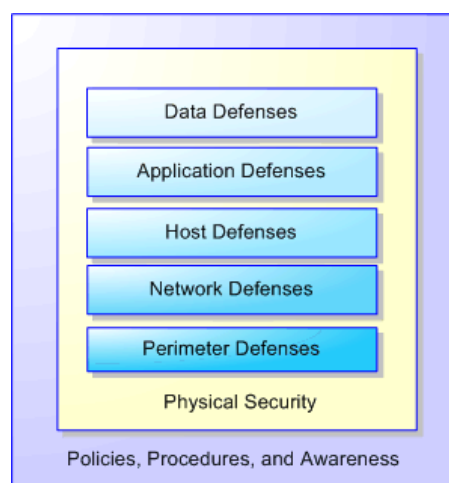 Data Defenses
Application Defenses
Host Defenses
Network Defenses
Perimeter Defenses
Physical Security
Policies, Procedures, and Awareness